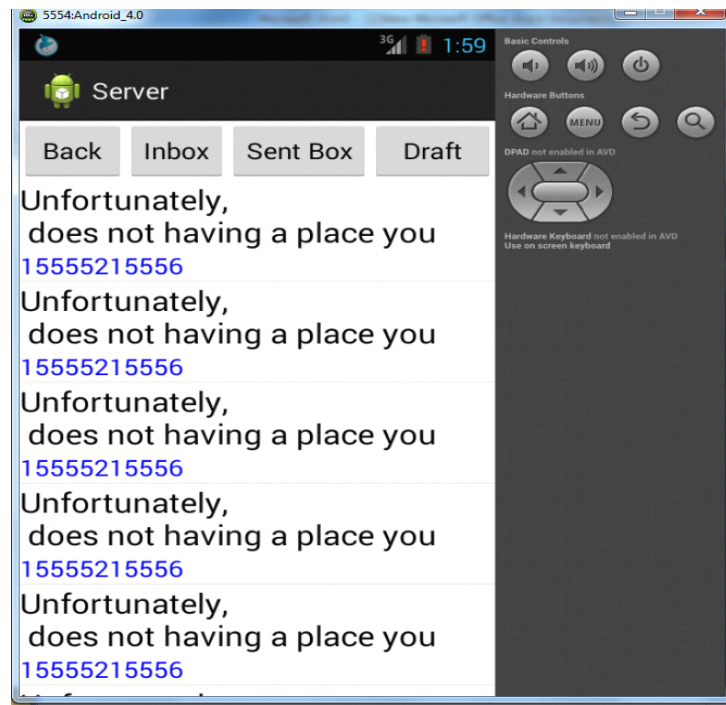 5554:Android_4.0
3G 1:59
Server
Back Inbox Sent Box Draft
Unfortunately,
does not having a place you
15555215556
Unfortunately,
does not having a place you
15555215556
Unfortunately,
does not having a place you
15555215556
Unfortunately,
does not having a place you
15555215556
Unfortunately,
does not having a place you
15555215556
Basic Controls
Hardware Buttons
MENU
DPAD not enabled in AVD
Hardware Keyboard not enabled in AVD
Use on screen keyboard